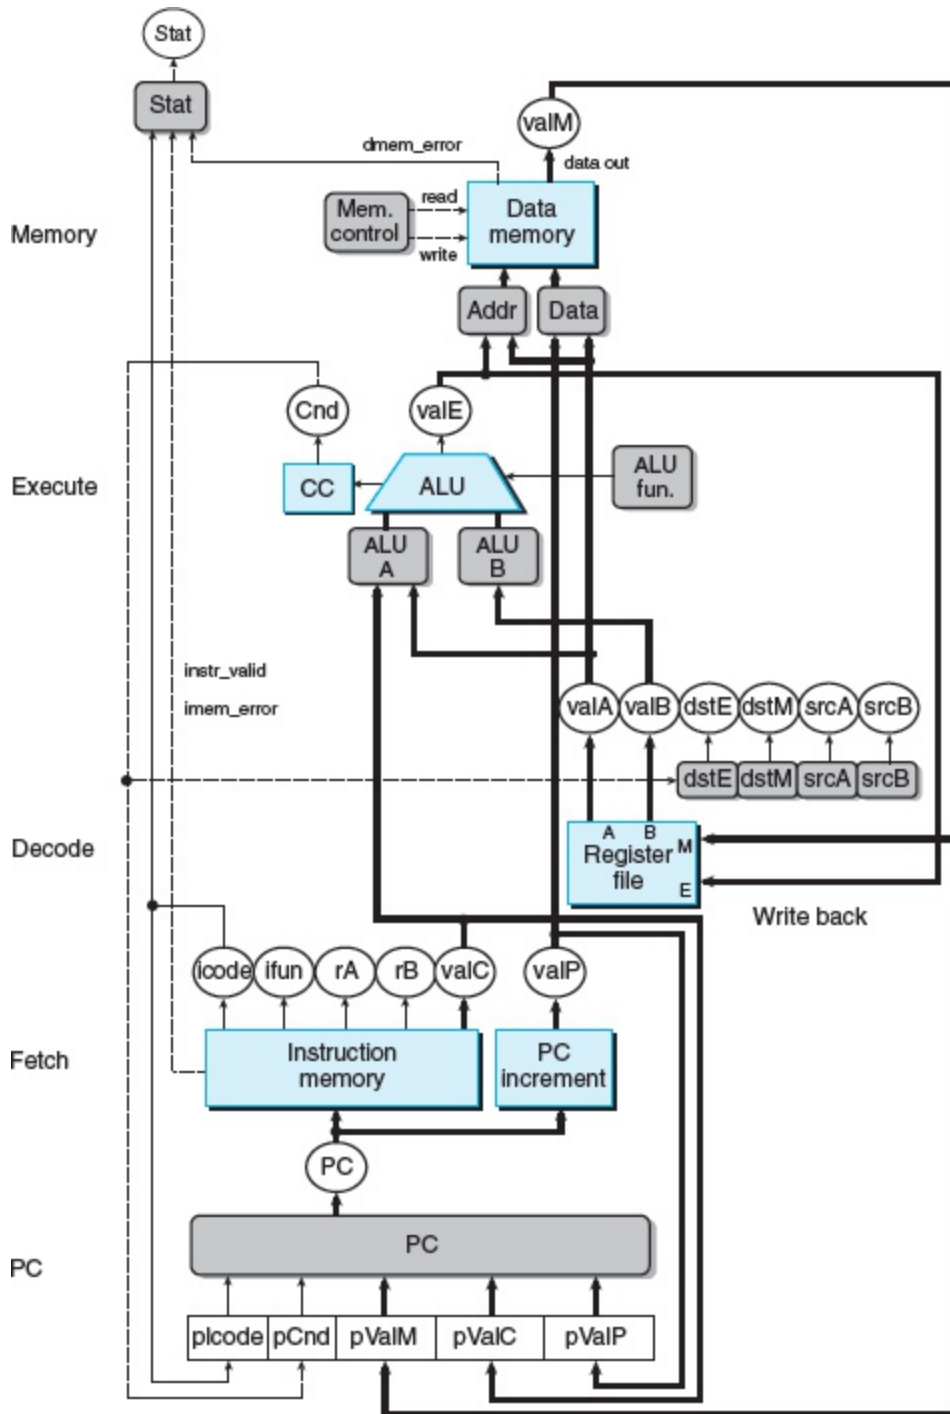 Stat
Stat
valM
dmem_error
data out
Mem.
control
read
write
Data
memory
Memory
Addr
Data
Cnd
valE
CC
ALU
ALU
fun.
Execute
ALU
A
ALU
B
instr_valid
imem_error
valA
valB
dstE
dstM
srcA
srcB
dstE
dstM
srcA
srcB
A
B
M
Register
file
E
Decode
Write back
icode
ifun
rA
rB
valC
valP
Instruction
memory
PC
increment
Fetch
PC
PC
PC
pIcode
pCnd
pValM
pValC
pValP